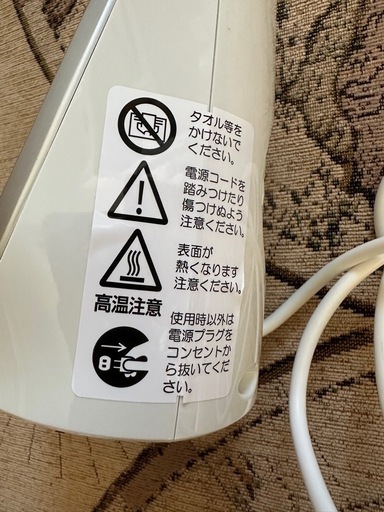 タオル等を
かけないで
ください。
電源コードを
踏みつけたり
傷つけぬよう
注意ください。
表面が
熱くなります
注意ください。
高温注意
使用時以外は
電源プラグを
コンセントか
ら抜いてくだ
さい。